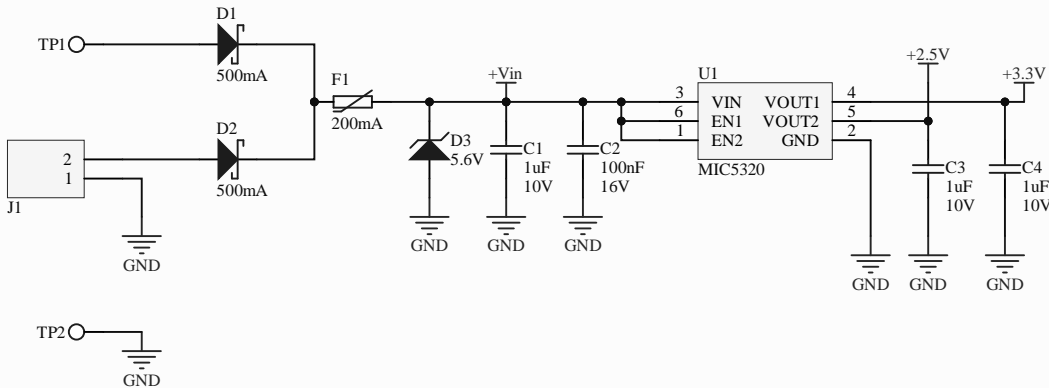 D1
TP1
500mA
F1
200mA
D2
500mA
2
1
J1
GND
TP2
GND
+Vin
D3
5.6V
GND
C1
1uF
10V
GND
C2
100nF
16V
GND
U1
3 VIN VOUT1 4
6 EN1 VOUT2 5
1 EN2 GND 2
MIC5320
GND
+2.5V
C3
1uF
10V
GND
+3.3V
C4
1uF
10V
GND